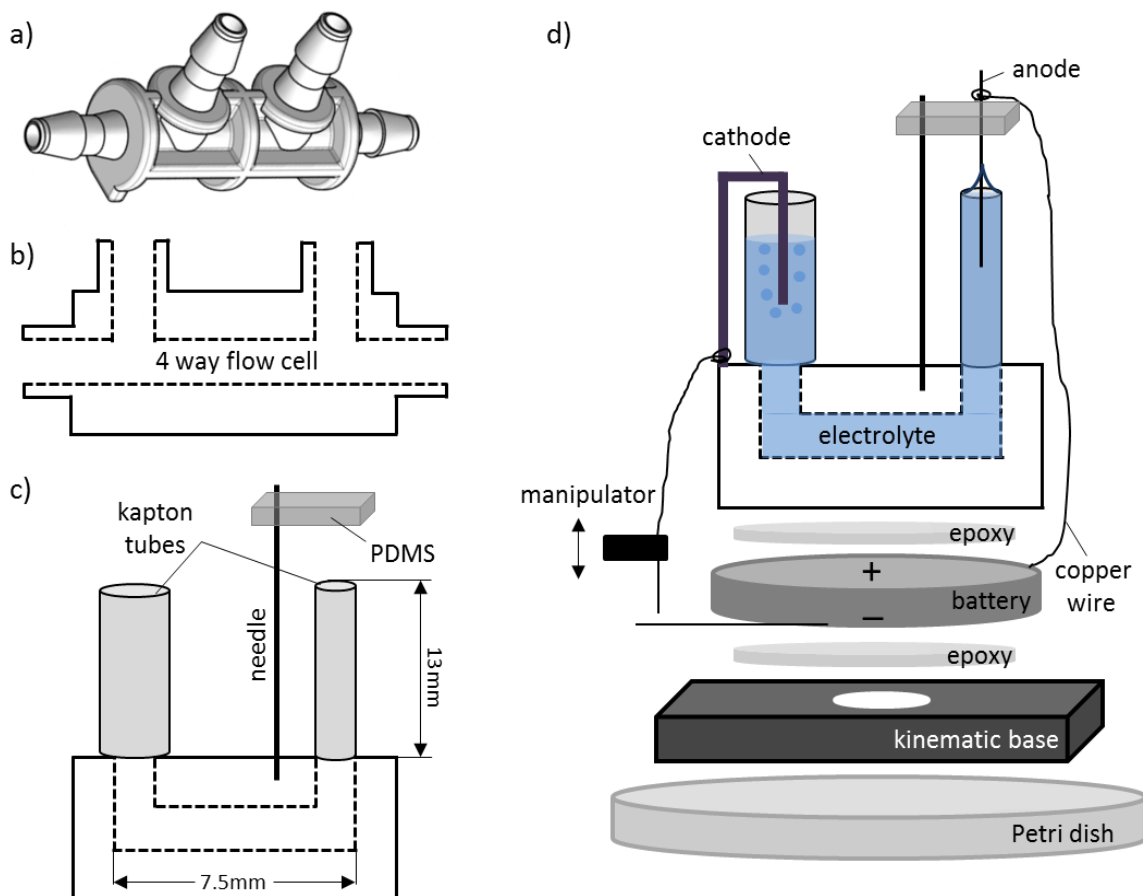 a)
b)
4 way flow cell
c)
kapton
tubes
PDMS
needle
13mm
7.5mm
d)
anode
cathode
electrolyte
manipulator
epoxy
+
battery
–
copper
wire
epoxy
kinematic base
Petri dish